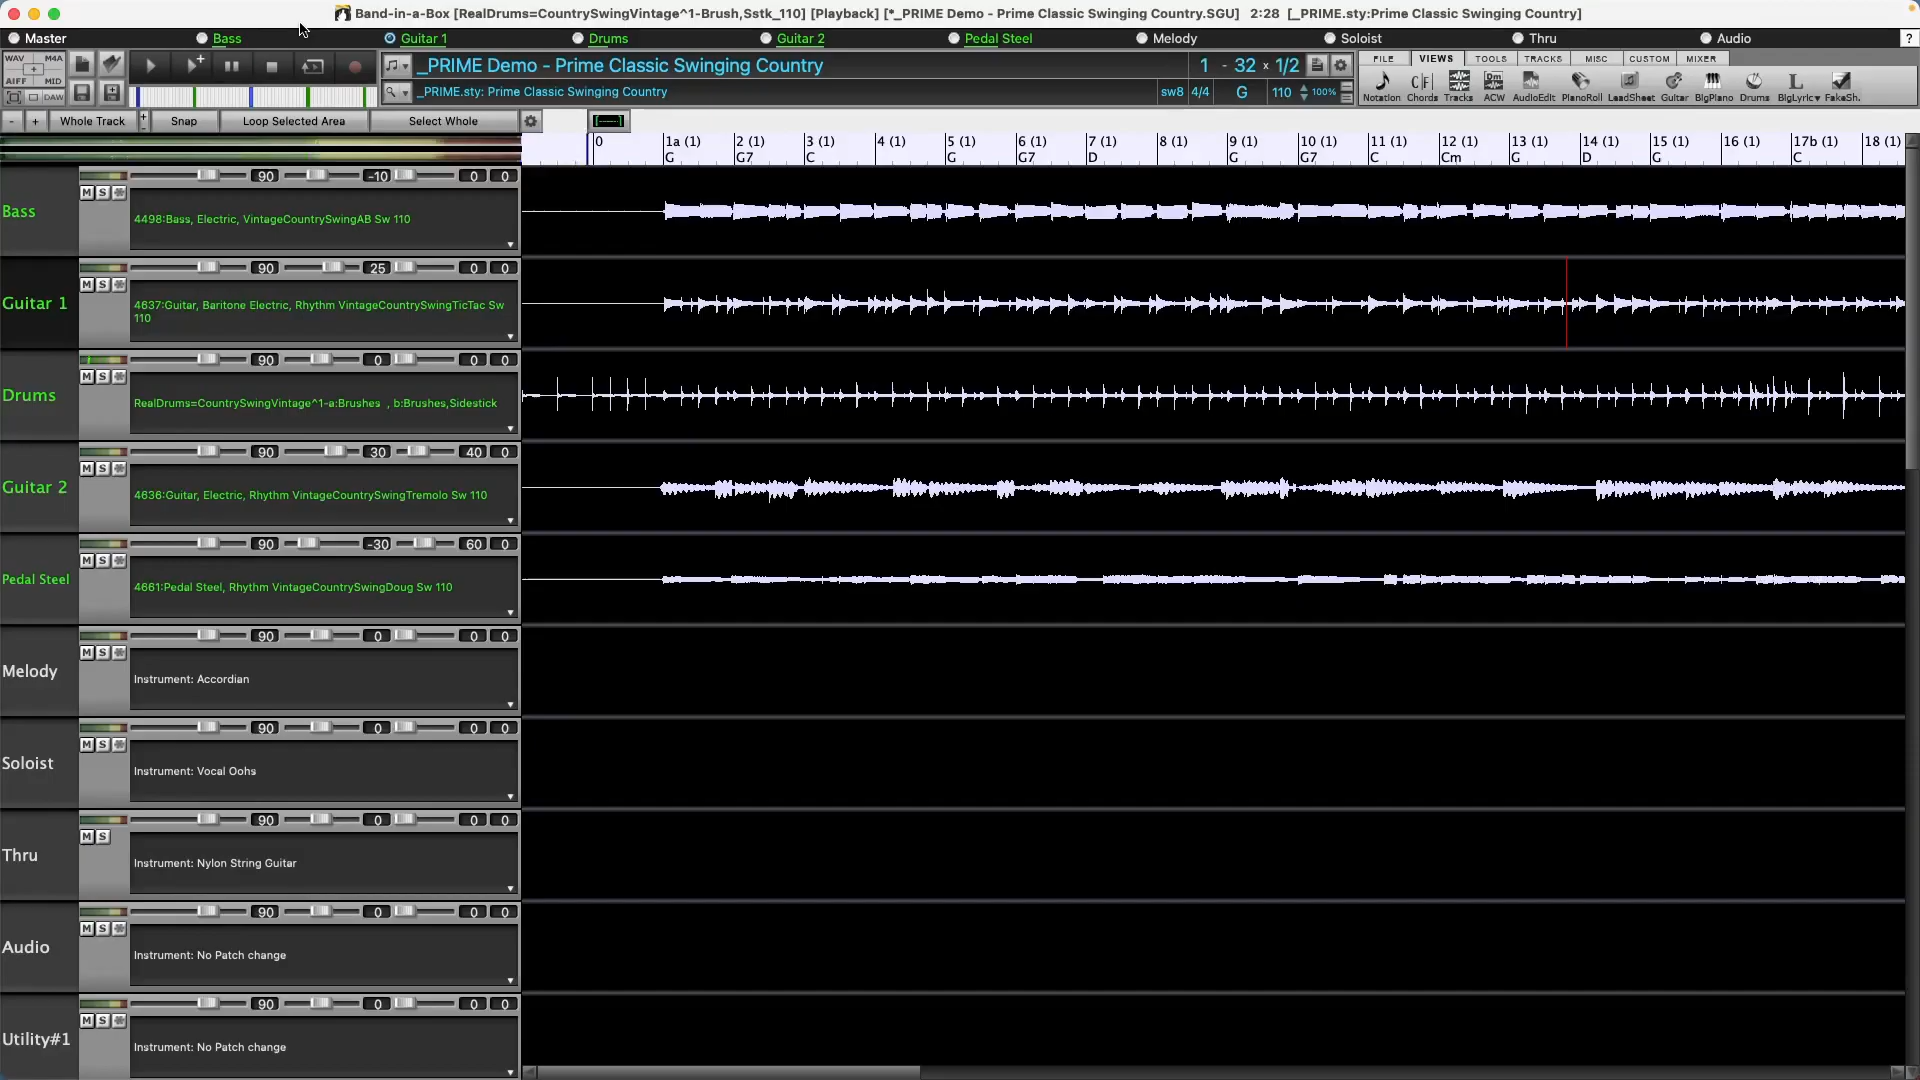 Band-in-a-Box [RealDrums=CountrySwingVintage^1-Brush,Sstk_110] [Playback] [*_PRIME Demo - Prime Classic Swinging Country.SGU] 2:28 [_PRIME.sty:Prime Classic Swinging Country]
Master Bass Guitar 1 Drums Guitar 2 Pedal Steel Melody Soloist Thru Audio ?
WAV M4A
AIFF MID DAW
_PRIME Demo - Prime Classic Swinging Country 1 - 32 x 1/2
_PRIME.sty: Prime Classic Swinging Country sw8 4/4 G 110 100%
FILE VIEWS TOOLS TRACKS MISC CUSTOM MIXER
Notation Chords Tracks ACW AudioEdit PianoRoll LeadSheet Guitar BigPiano Drums BigLyric FakeSh.
- + Whole Track + - Snap Loop Selected Area Select Whole
0 1a (1) 2 (1) 3 (1) 4 (1) 5 (1) 6 (1) 7 (1) 8 (1) 9 (1) 10 (1) 11 (1) 12 (1) 13 (1) 14 (1) 15 (1) 16 (1) 17b (1) 18 (1)
G G7 C G G7 D G G7 C Cm G D G C
90 -10 0 0
M S
Bass
4498:Bass, Electric, VintageCountrySwingAB Sw 110
90 25 0 0
M S
Guitar 1
4637:Guitar, Baritone Electric, Rhythm VintageCountrySwingTicTac Sw
110
90 0 0 0
M S
Drums
RealDrums=CountrySwingVintage^1-a:Brushes , b:Brushes,Sidestick
90 30 40 0
M S
Guitar 2
4636:Guitar, Electric, Rhythm VintageCountrySwingTremolo Sw 110
90 -30 60 0
M S
Pedal Steel
4661:Pedal Steel, Rhythm VintageCountrySwingDoug Sw 110
90 0 0 0
M S
Melody
Instrument: Accordian
90 0 0 0
M S
Soloist
Instrument: Vocal Oohs
90 0 0 0
M S
Thru
Instrument: Nylon String Guitar
90 0 0 0
M S
Audio
Instrument: No Patch change
90 0 0 0
M S
Utility#1
Instrument: No Patch change